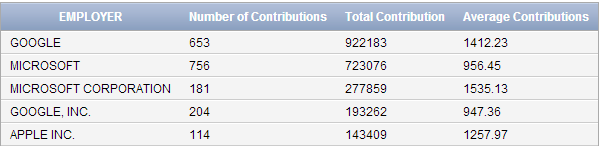 EMPLOYER Number of Contributions Total Contribution Average Contributions
GOOGLE 653 922183 1412.23
MICROSOFT 756 723076 956.45
MICROSOFT CORPORATION 181 277859 1535.13
GOOGLE, INC. 204 193262 947.36
APPLE INC. 114 143409 1257.97